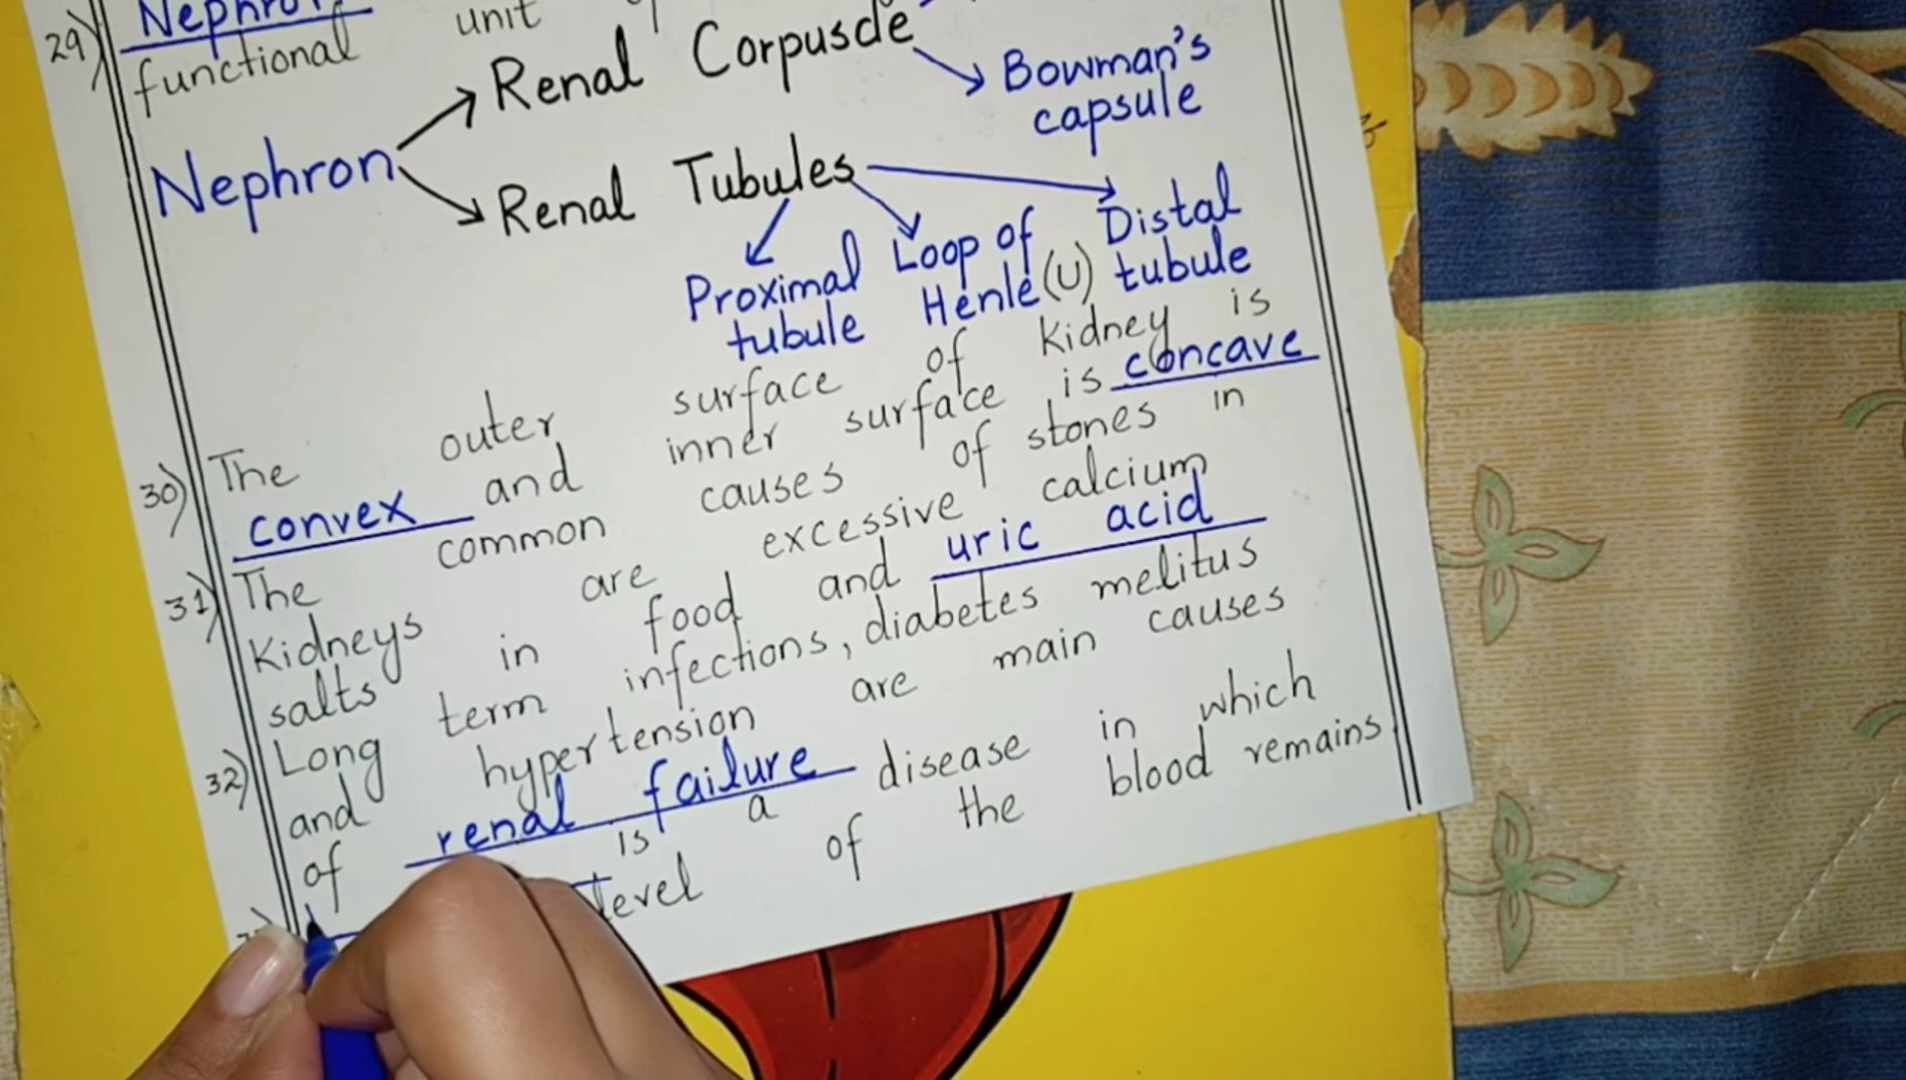 29) Nephron
functional unit
Renal Corpuscle
Bowman's
capsule
Nephron
Renal Tubules
Proximal
tubule
Loop of
Henle (U)
Distal
tubule
30) The outer surface of kidney is
convex and inner surface is concave
31) The common causes of stones in
Kidneys are excessive calcium
salts in food and uric acid
32) Long term infections, diabetes melitus
and hypertension are main causes
of renal failure
is a disease in which
level of the blood remains